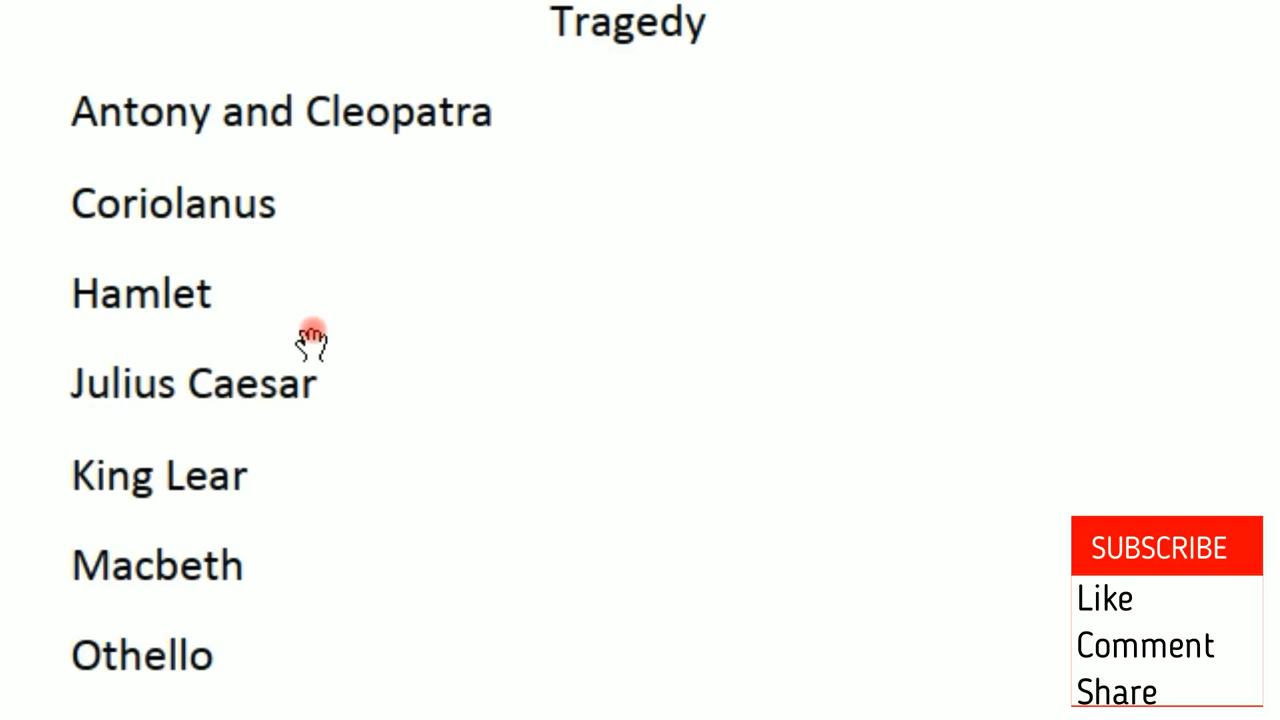 Tragedy
Antony and Cleopatra
Coriolanus
Hamlet
Julius Caesar
King Lear
Macbeth
Othello
SUBSCRIBE
Like
Comment
Share